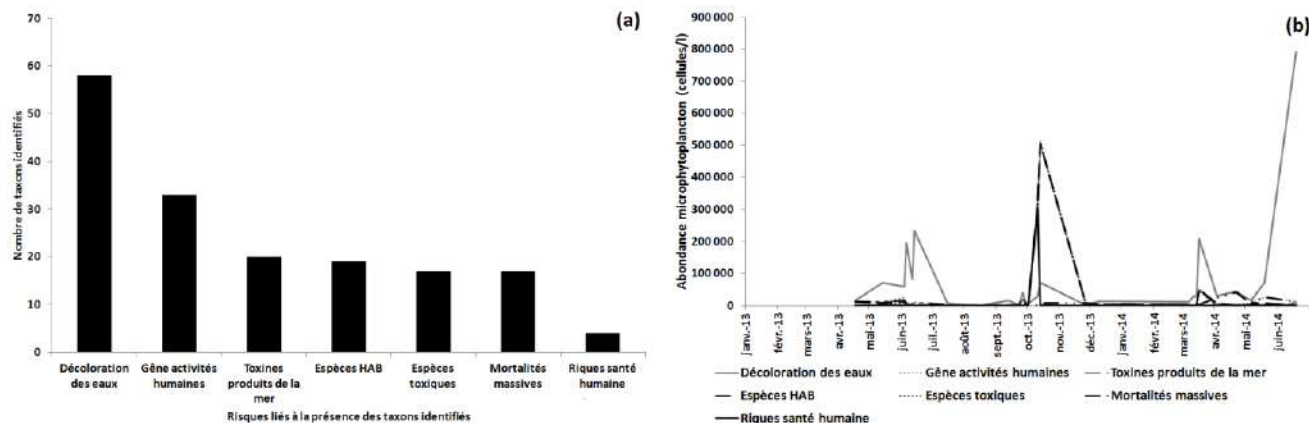 (a)
Nombre de taxons identifiés
70
60
50
40
30
20
10
0
Décoloration des eaux
Gêne activités humaines
Toxines produits de la mer
Espèces HAB
Espèces toxiques
Mortalités massives
Riques santé humaine
Risques liés à la présence des taxons identifiés
(b)
Abondance microphytoplancton (cellules/l)
900 000
800 000
700 000
600 000
500 000
400 000
300 000
200 000
100 000
0
janv.-13
févr.-13
mars-13
avr.-13
mai-13
juin-13
juil.-13
août-13
sept.-13
oct.-13
nov.-13
déc.-13
janv.-14
févr.-14
mars-14
avr.-14
mai-14
juin-14
Décoloration des eaux
Gêne activités humaines
Toxines produits de la mer
Espèces HAB
Espèces toxiques
Mortalités massives
Riques santé humaine